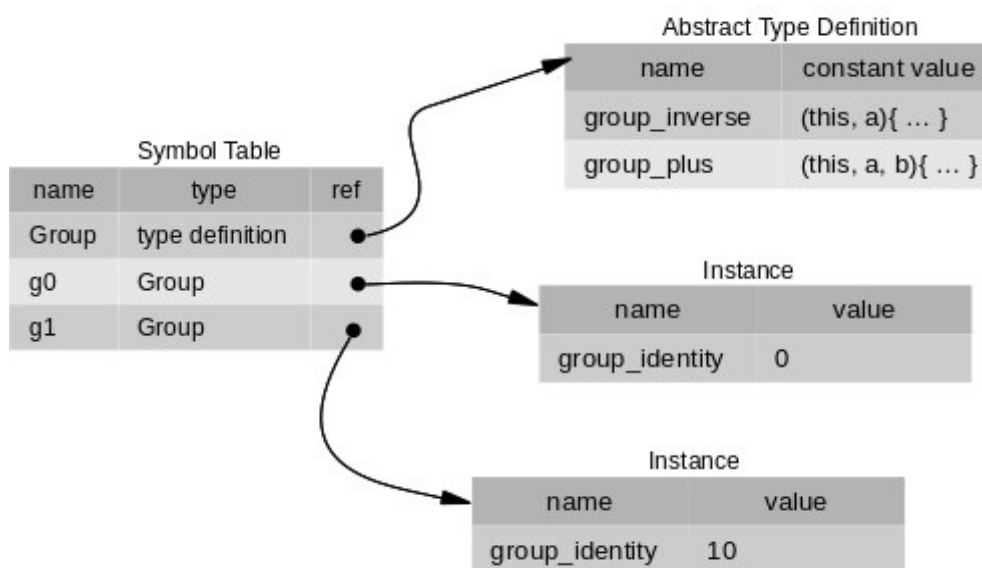 Abstract Type Definition
name constant value
group_inverse (this, a){ ... }
group_plus (this, a, b){ ... }
Symbol Table
name type ref
Group type definition
g0 Group
g1 Group
Instance
name value
group_identity 0
Instance
name value
group_identity 10